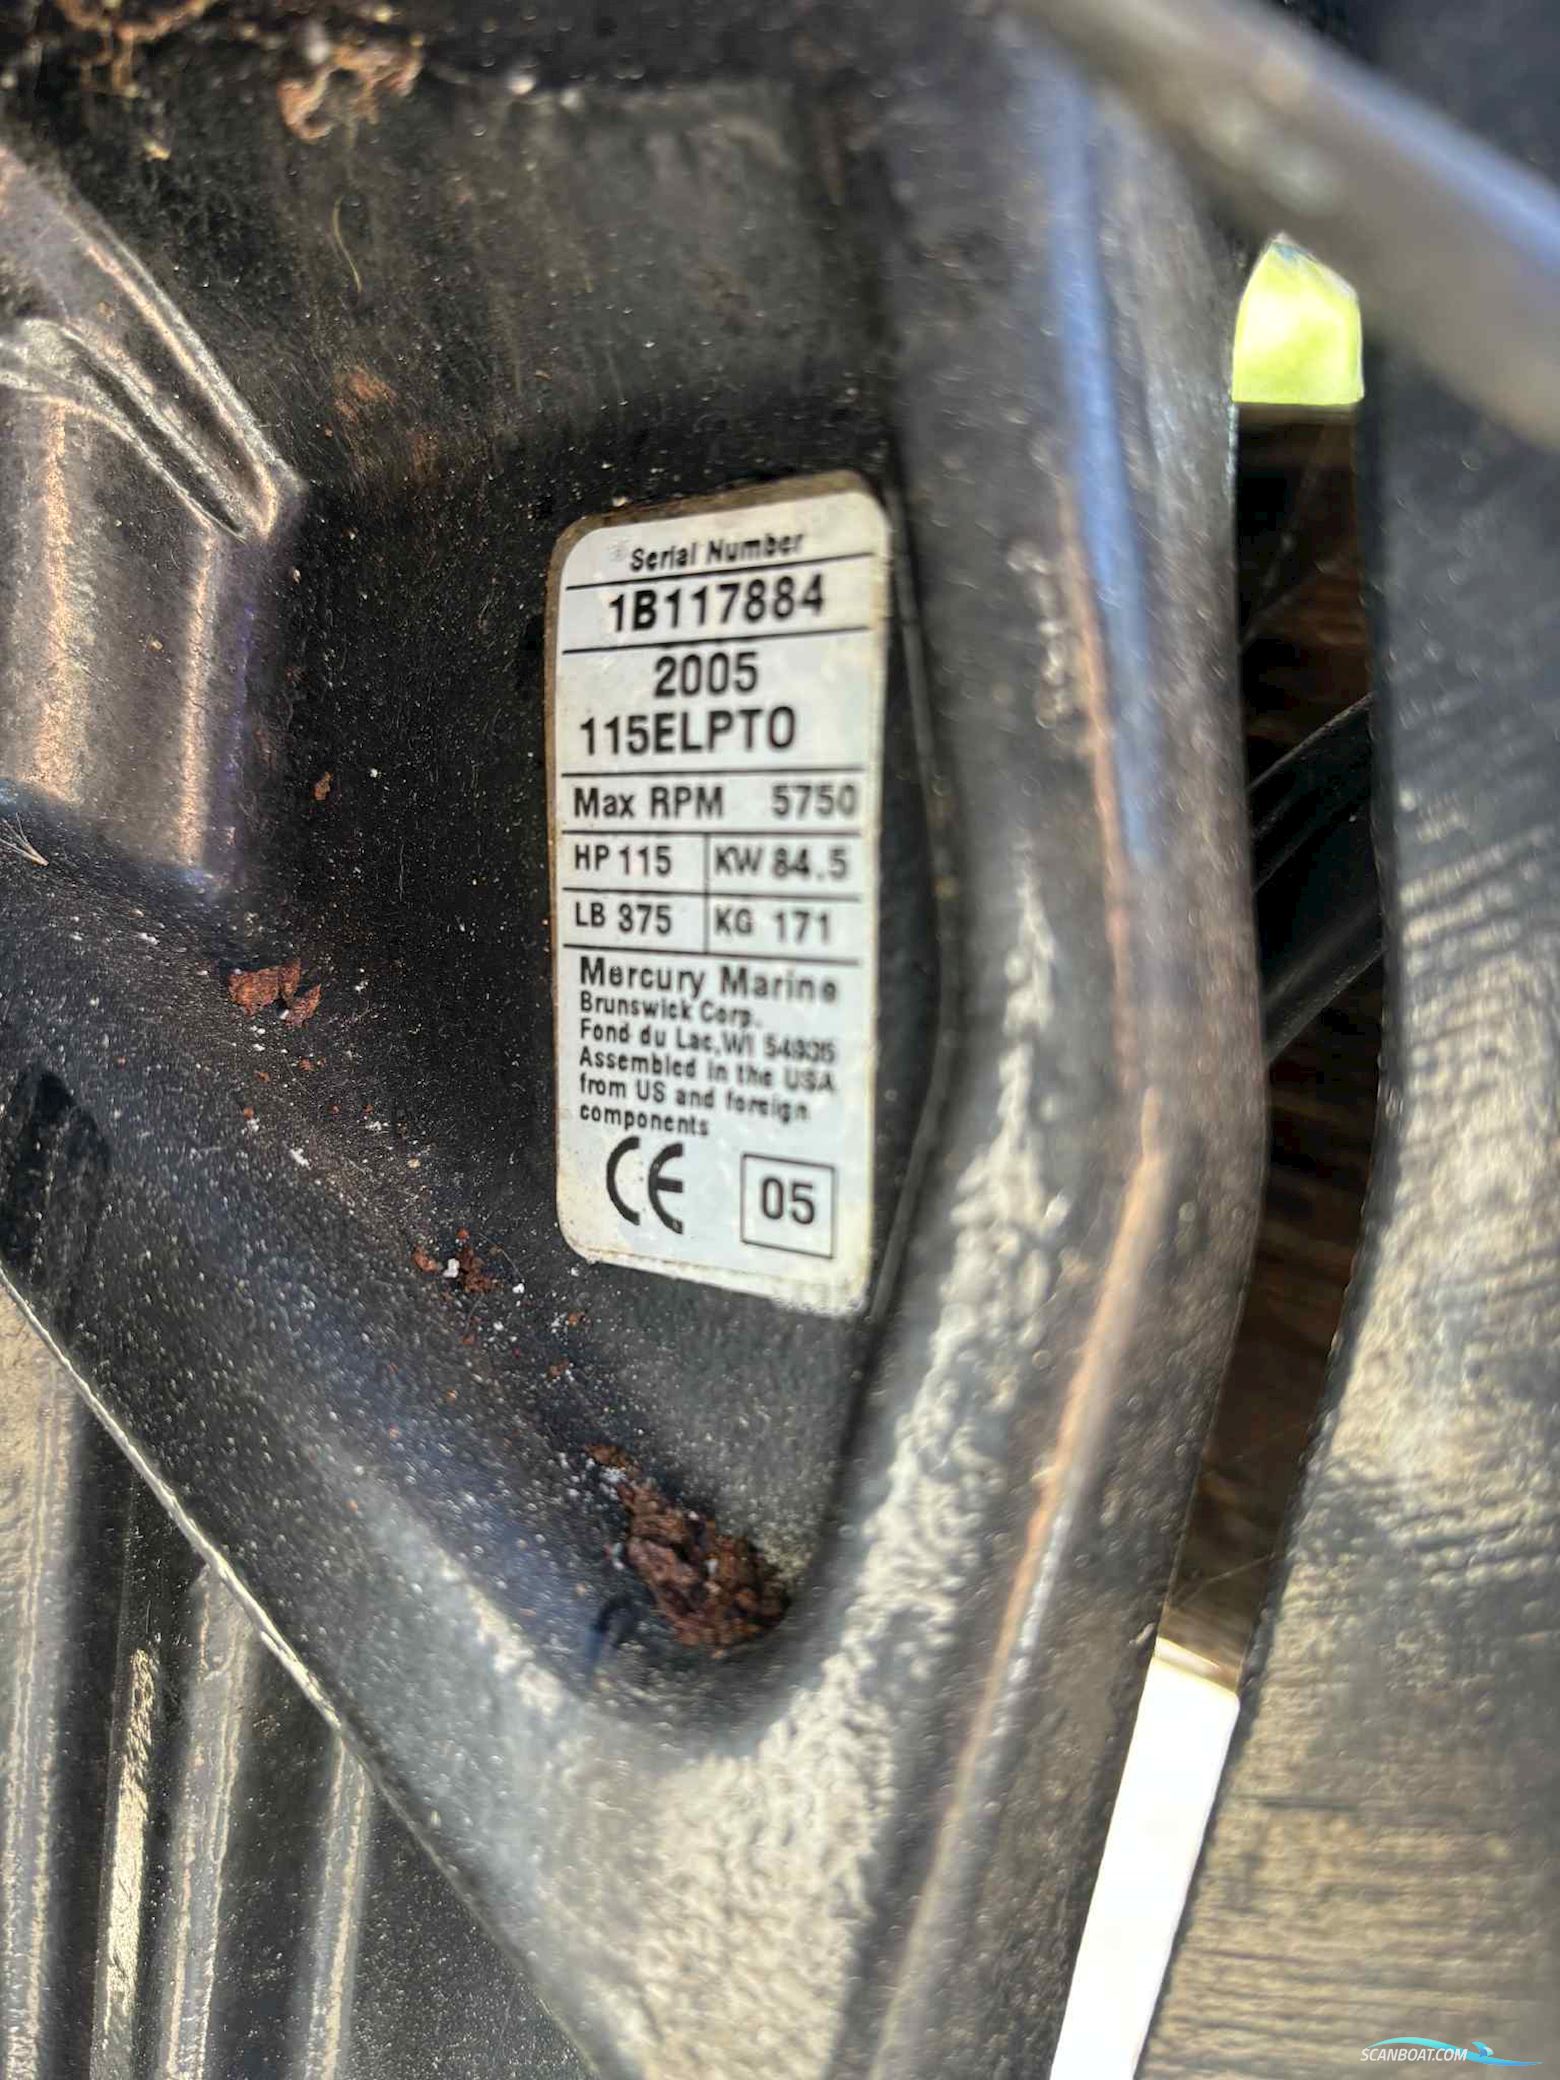 Serial Number
1B117884
2005
115ELPTO
Max RPM 5750
HP 115 KW 84.5
LB 375 KG 171
Mercury Marine
Brunswick Corp.
Fond du Lac, WI 54935
Assembled in the USA
from US and foreign
components
CE 05
SCANBOAT.COM